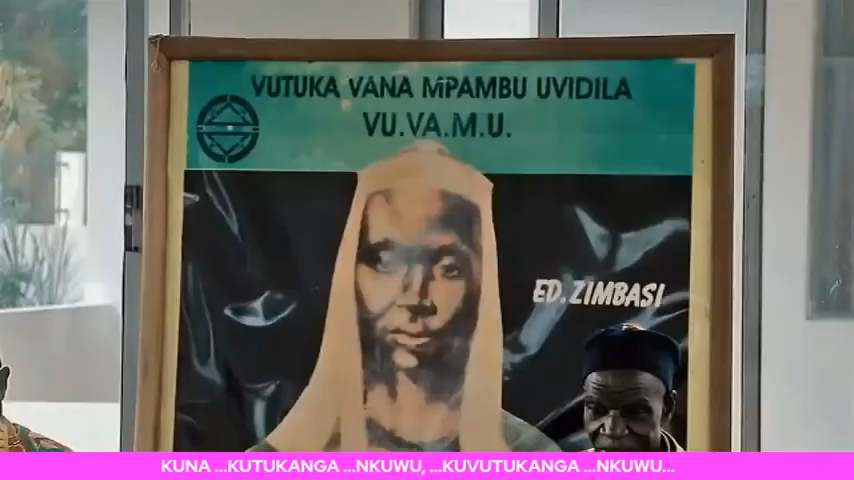 VUTUKA VANA MPAMBU UVIDILA
VU.VA.M.U.
ED.ZIMBASI
KUNA ...KUTUKANGA ...NKUWU, ...KUVUTUKANGA ...NKUWU...